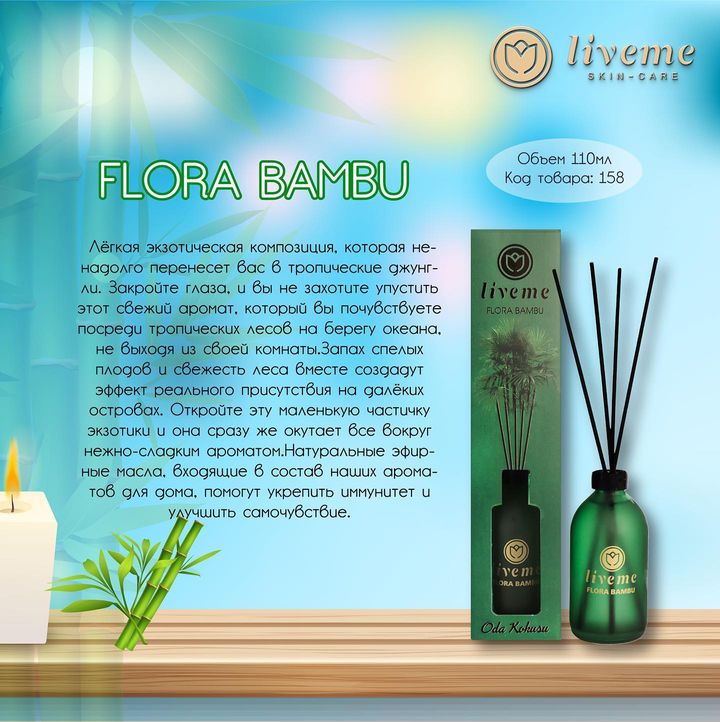 liveme
SKIN-CARE
FLORA BAMBU
Объем 110мл
Код товара: 158
Лёгкая экзотическая композиция, которая не-
надолго перенесет вас в тропические джунг-
ли. Закройте глаза, и вы не захотите упустить
этот свежий аромат, который вы почувствуете
посреди тропических лесов на берегу океана,
не выходя из своей комнаты.Запах спелых
плодов и свежесть леса вместе создадут
эффект реального присутствия на далёких
островах. Откройте эту маленькую частичку
экзотики и она сразу же окутает все вокруг
нежно-сладким ароматом.Натуральные эфир-
ные масла, входящие в состав наших арома-
тов для дома, помогут укрепить иммунитет и
улучшить самочувствие.
liveme
FLORA BAMBU
liveme
FLORA BAMBU
Oda Kokusu
liveme
FLORA BAMBU